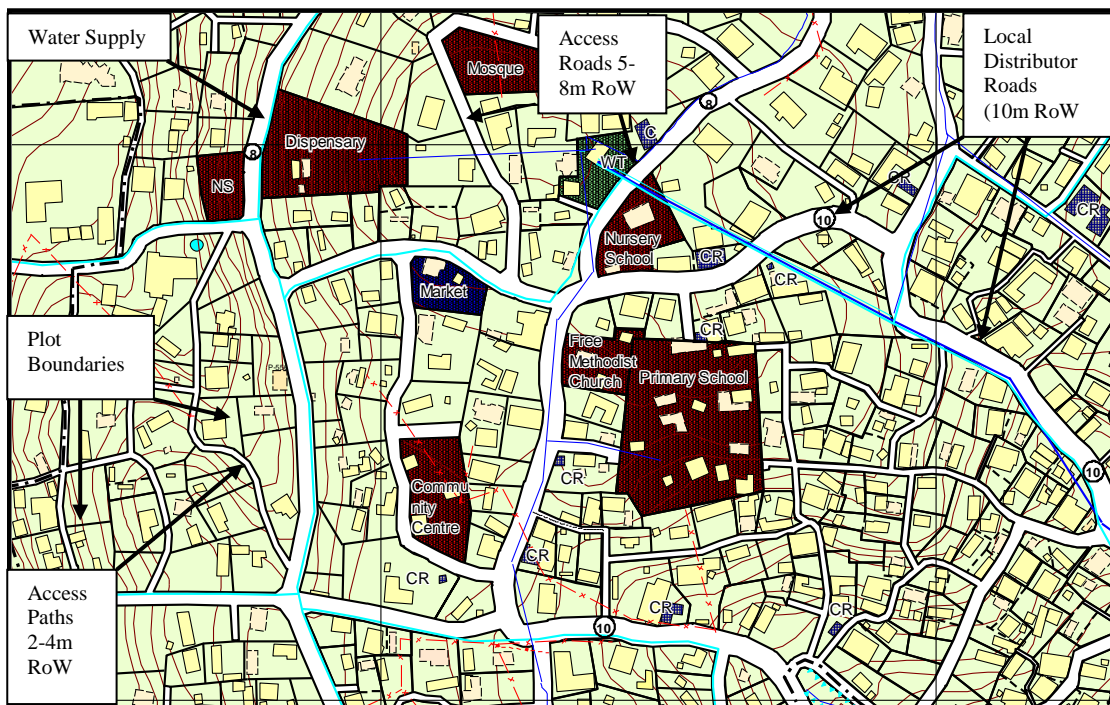 Water Supply
Access
Roads 5-
8m RoW
Local
Distributor
Roads
(10m RoW
Mosque
8
C
Dispensary
8
WT
NS
CR
CR
10
Nursery
School
CR
CR
Market
CR
Plot
Boundaries
Free
Methodist
Church
Primary School
10
CR
Commu
nity
Centre
CR
CR
Access
Paths
2-4m
RoW
CR
CR
10